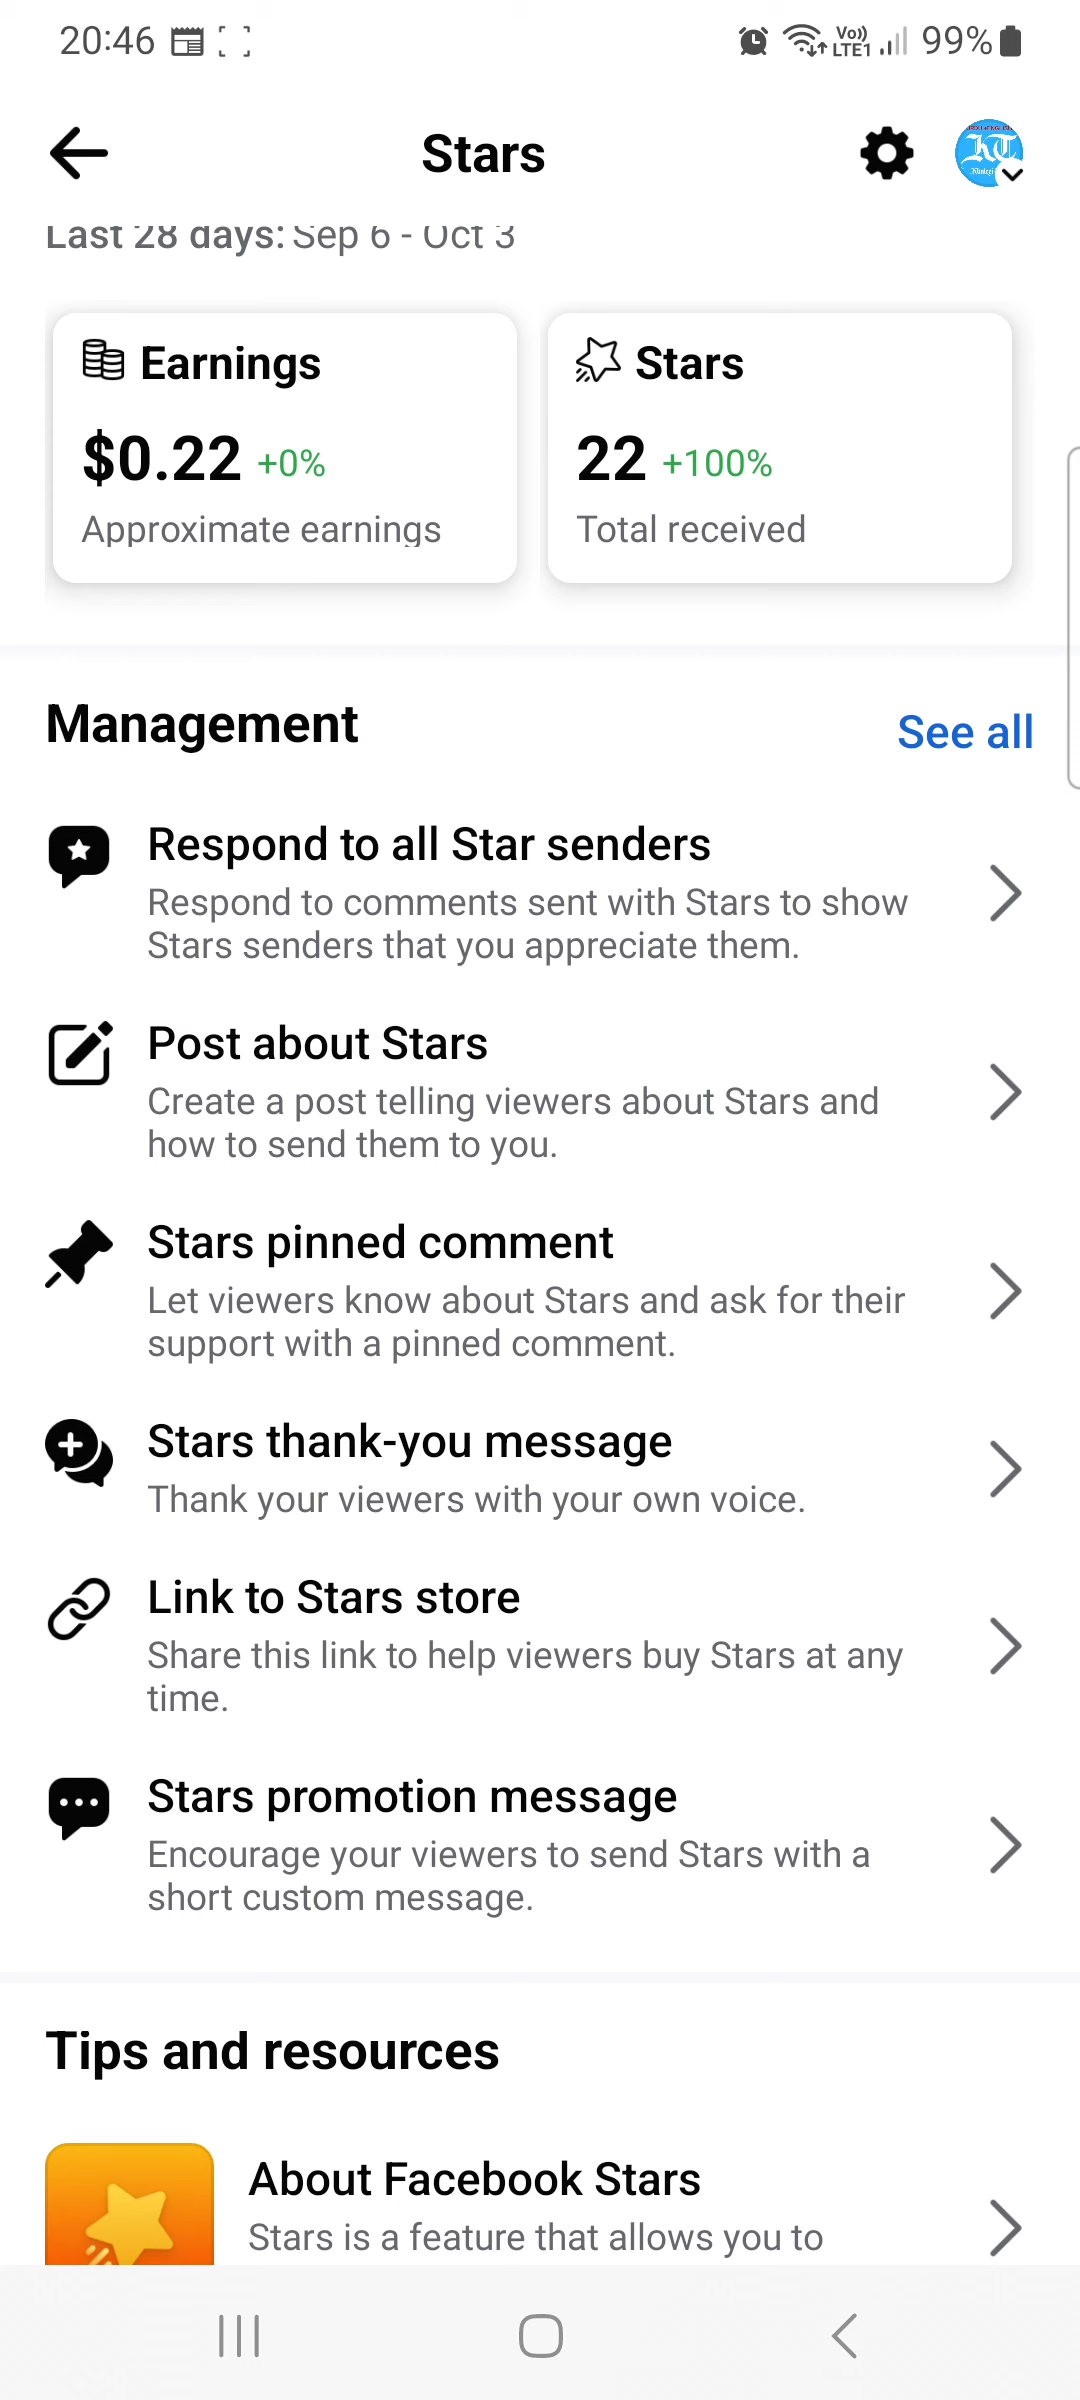 20:46
Vo)) LTE1 99%
Stars
Last 28 days: Sep 6 - Oct 3
Earnings
$0.22 +0%
Approximate earnings
Stars
22 +100%
Total received
Management
See all
Respond to all Star senders
Respond to comments sent with Stars to show
Stars senders that you appreciate them.
Post about Stars
Create a post telling viewers about Stars and
how to send them to you.
Stars pinned comment
Let viewers know about Stars and ask for their
support with a pinned comment.
Stars thank-you message
Thank your viewers with your own voice.
Link to Stars store
Share this link to help viewers buy Stars at any
time.
Stars promotion message
Encourage your viewers to send Stars with a
short custom message.
Tips and resources
About Facebook Stars
Stars is a feature that allows you to